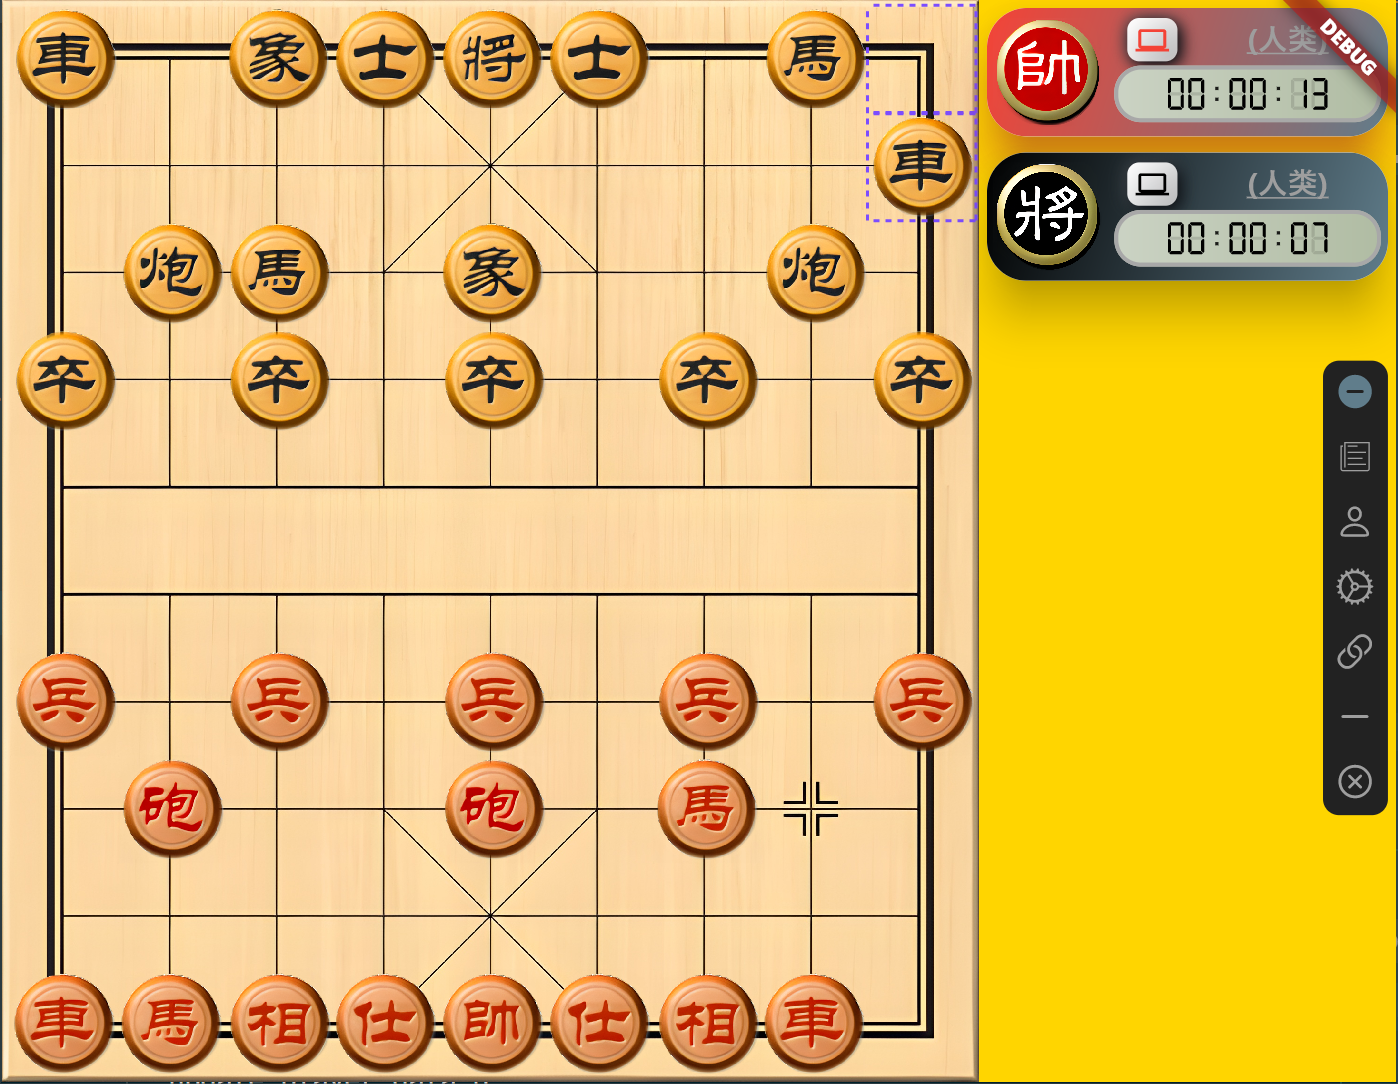 車 象 士 將 士 馬
車
炮 馬 象 炮
卒 卒 卒 卒 卒
兵 兵 兵 兵 兵
砲 砲 馬
車 馬 相 仕 帥 仕 相 車
帥 (人类)
DEBUG
00:00:13
將 (人类)
00:00:07